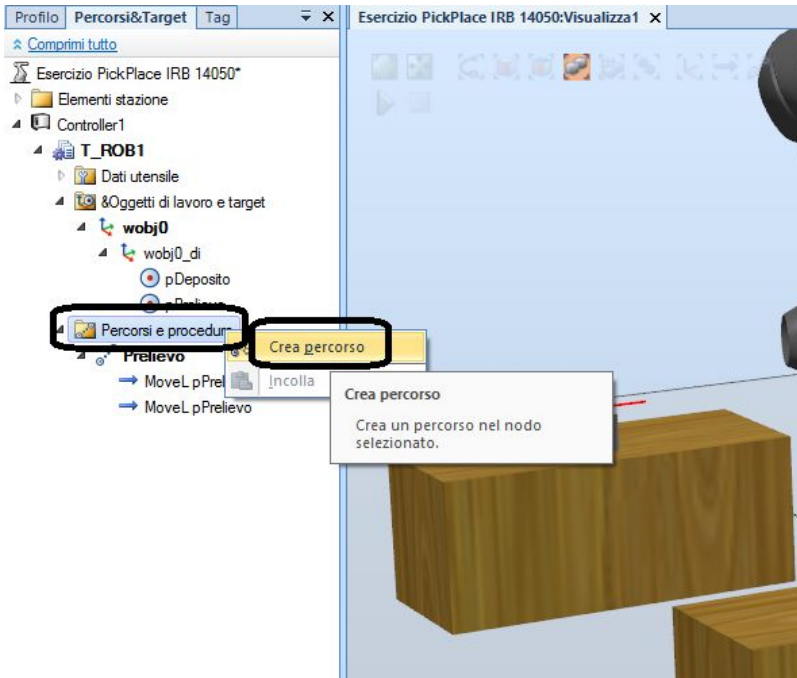 Profilo Percorsi&Target Tag
Esercizio PickPlace IRB 14050:Visualizza1
Comprimi tutto
Esercizio PickPlace IRB 14050*
Elementi stazione
Controller1
T_ROB1
Dati utensile
&Oggetti di lavoro e target
wobj0
wobj0_di
pDeposito
pPrelievo
Percorsi e procedure
Crea percorso
Prelievo
Incolla
MoveL pPrel
MoveL pPrelievo
Crea percorso
Crea un percorso nel nodo
selezionato.